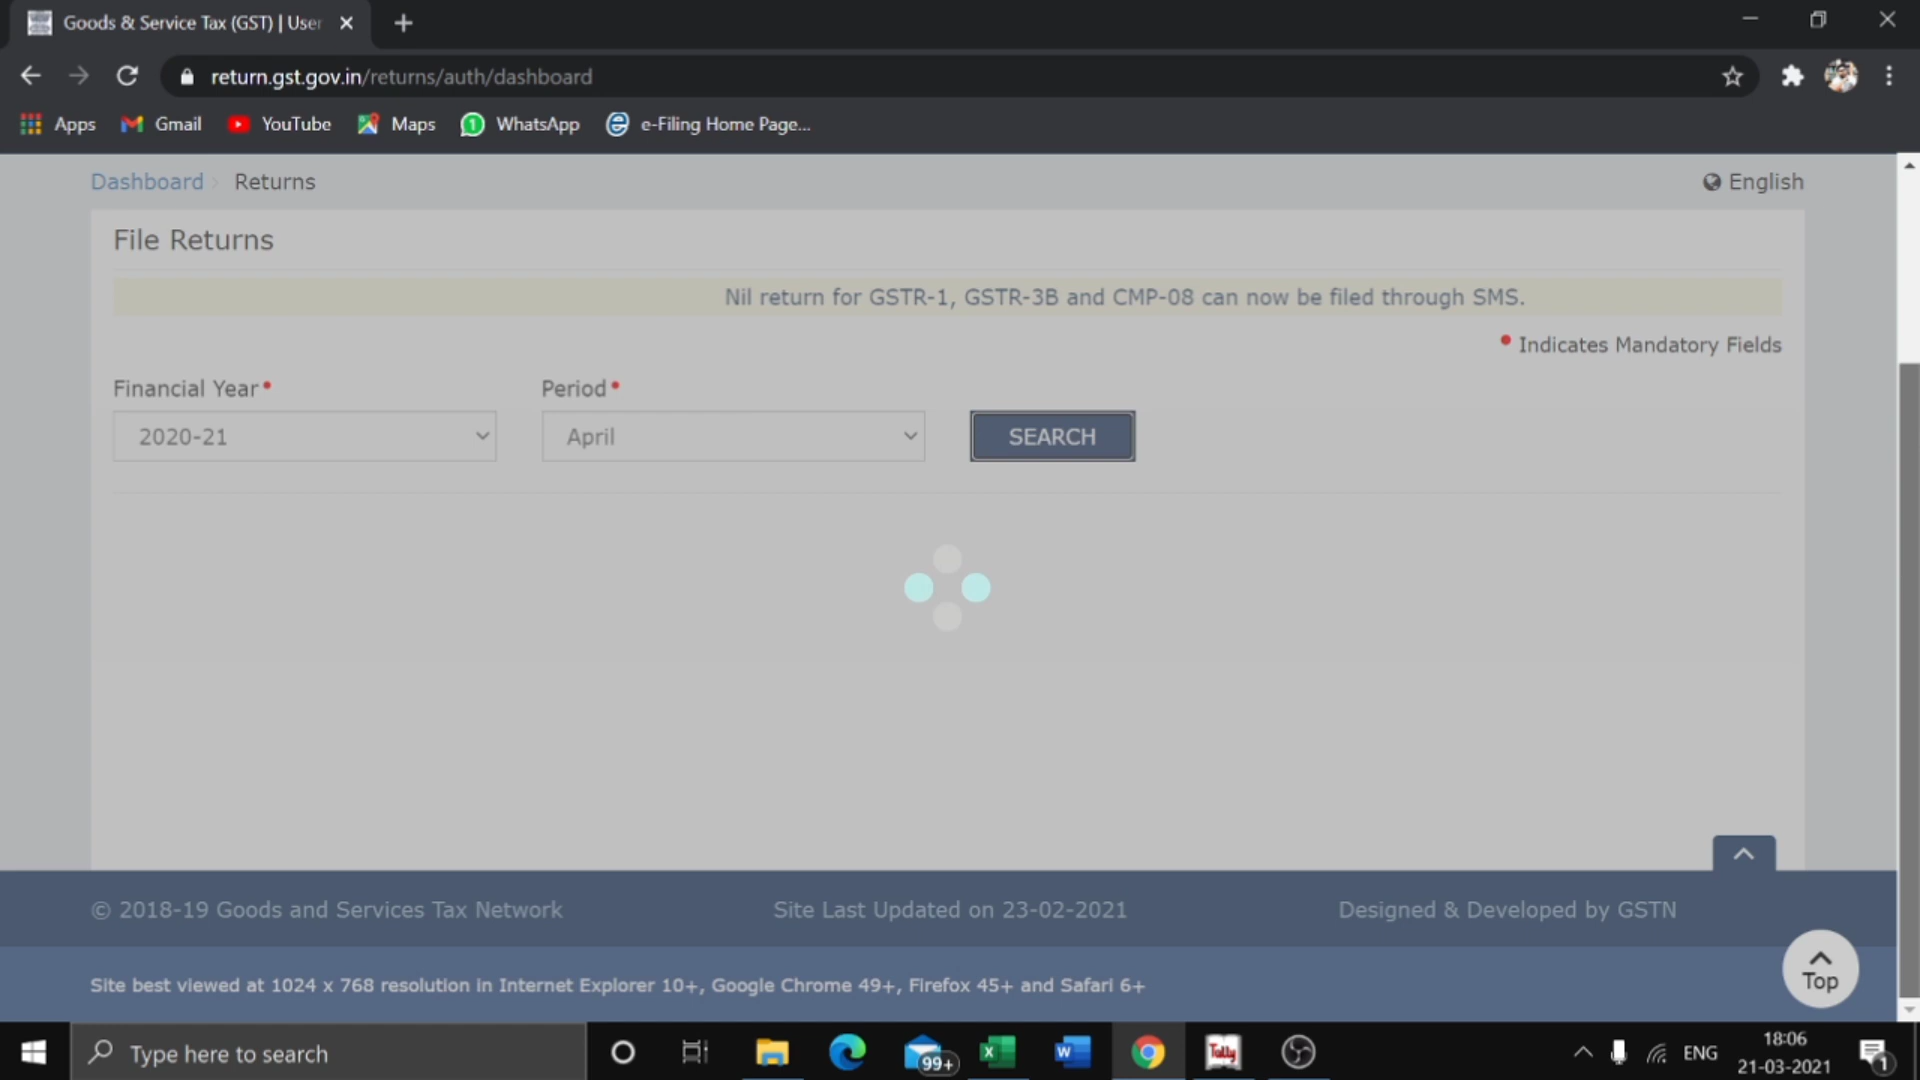 Goods & Service Tax (GST) | User
return.gst.gov.in/returns/auth/dashboard
Apps
Gmail
YouTube
Maps
WhatsApp
e-Filing Home Page...
Dashboard
Returns
English
File Returns
Nil return for GSTR-1, GSTR-3B and CMP-08 can now be filed through SMS.
• Indicates Mandatory Fields
Financial Year•
Period•
2020-21
April
SEARCH
© 2018-19 Goods and Services Tax Network
Site Last Updated on 23-02-2021
Designed & Developed by GSTN
Top
Site best viewed at 1024 x 768 resolution in Internet Explorer 10+, Google Chrome 49+, Firefox 45+ and Safari 6+
Type here to search
99+
Tally
ENG
18:06
21-03-2021
1